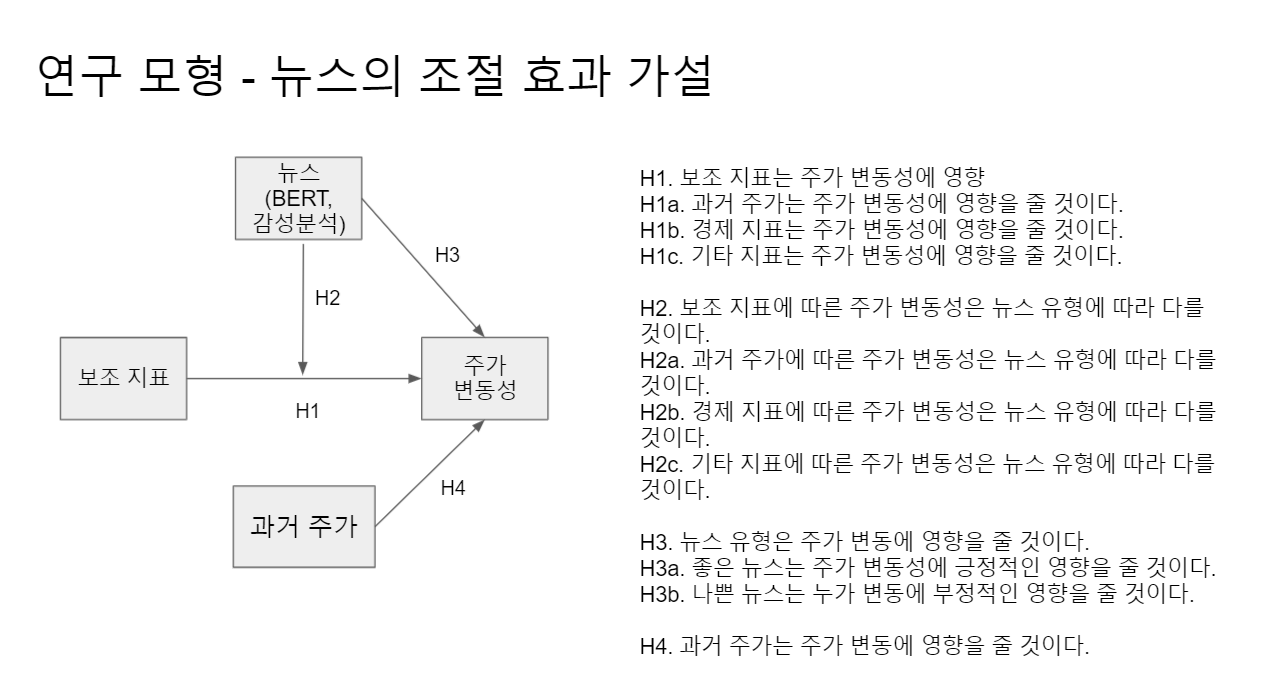 연구 모형 - 뉴스의 조절 효과 가설
뉴스
(BERT,
감성분석)
H3
H2
보조 지표
주가
변동성
H1
H4
과거 주가
H1. 보조 지표는 주가 변동성에 영향
H1a. 과거 주가는 주가 변동성에 영향을 줄 것이다.
H1b. 경제 지표는 주가 변동성에 영향을 줄 것이다.
H1c. 기타 지표는 주가 변동성에 영향을 줄 것이다.
H2. 보조 지표에 따른 주가 변동성은 뉴스 유형에 따라 다를
것이다.
H2a. 과거 주가에 따른 주가 변동성은 뉴스 유형에 따라 다를
것이다.
H2b. 경제 지표에 따른 주가 변동성은 뉴스 유형에 따라 다를
것이다.
H2c. 기타 지표에 따른 주가 변동성은 뉴스 유형에 따라 다를
것이다.
H3. 뉴스 유형은 주가 변동에 영향을 줄 것이다.
H3a. 좋은 뉴스는 주가 변동성에 긍정적인 영향을 줄 것이다.
H3b. 나쁜 뉴스는 누가 변동에 부정적인 영향을 줄 것이다.
H4. 과거 주가는 주가 변동에 영향을 줄 것이다.